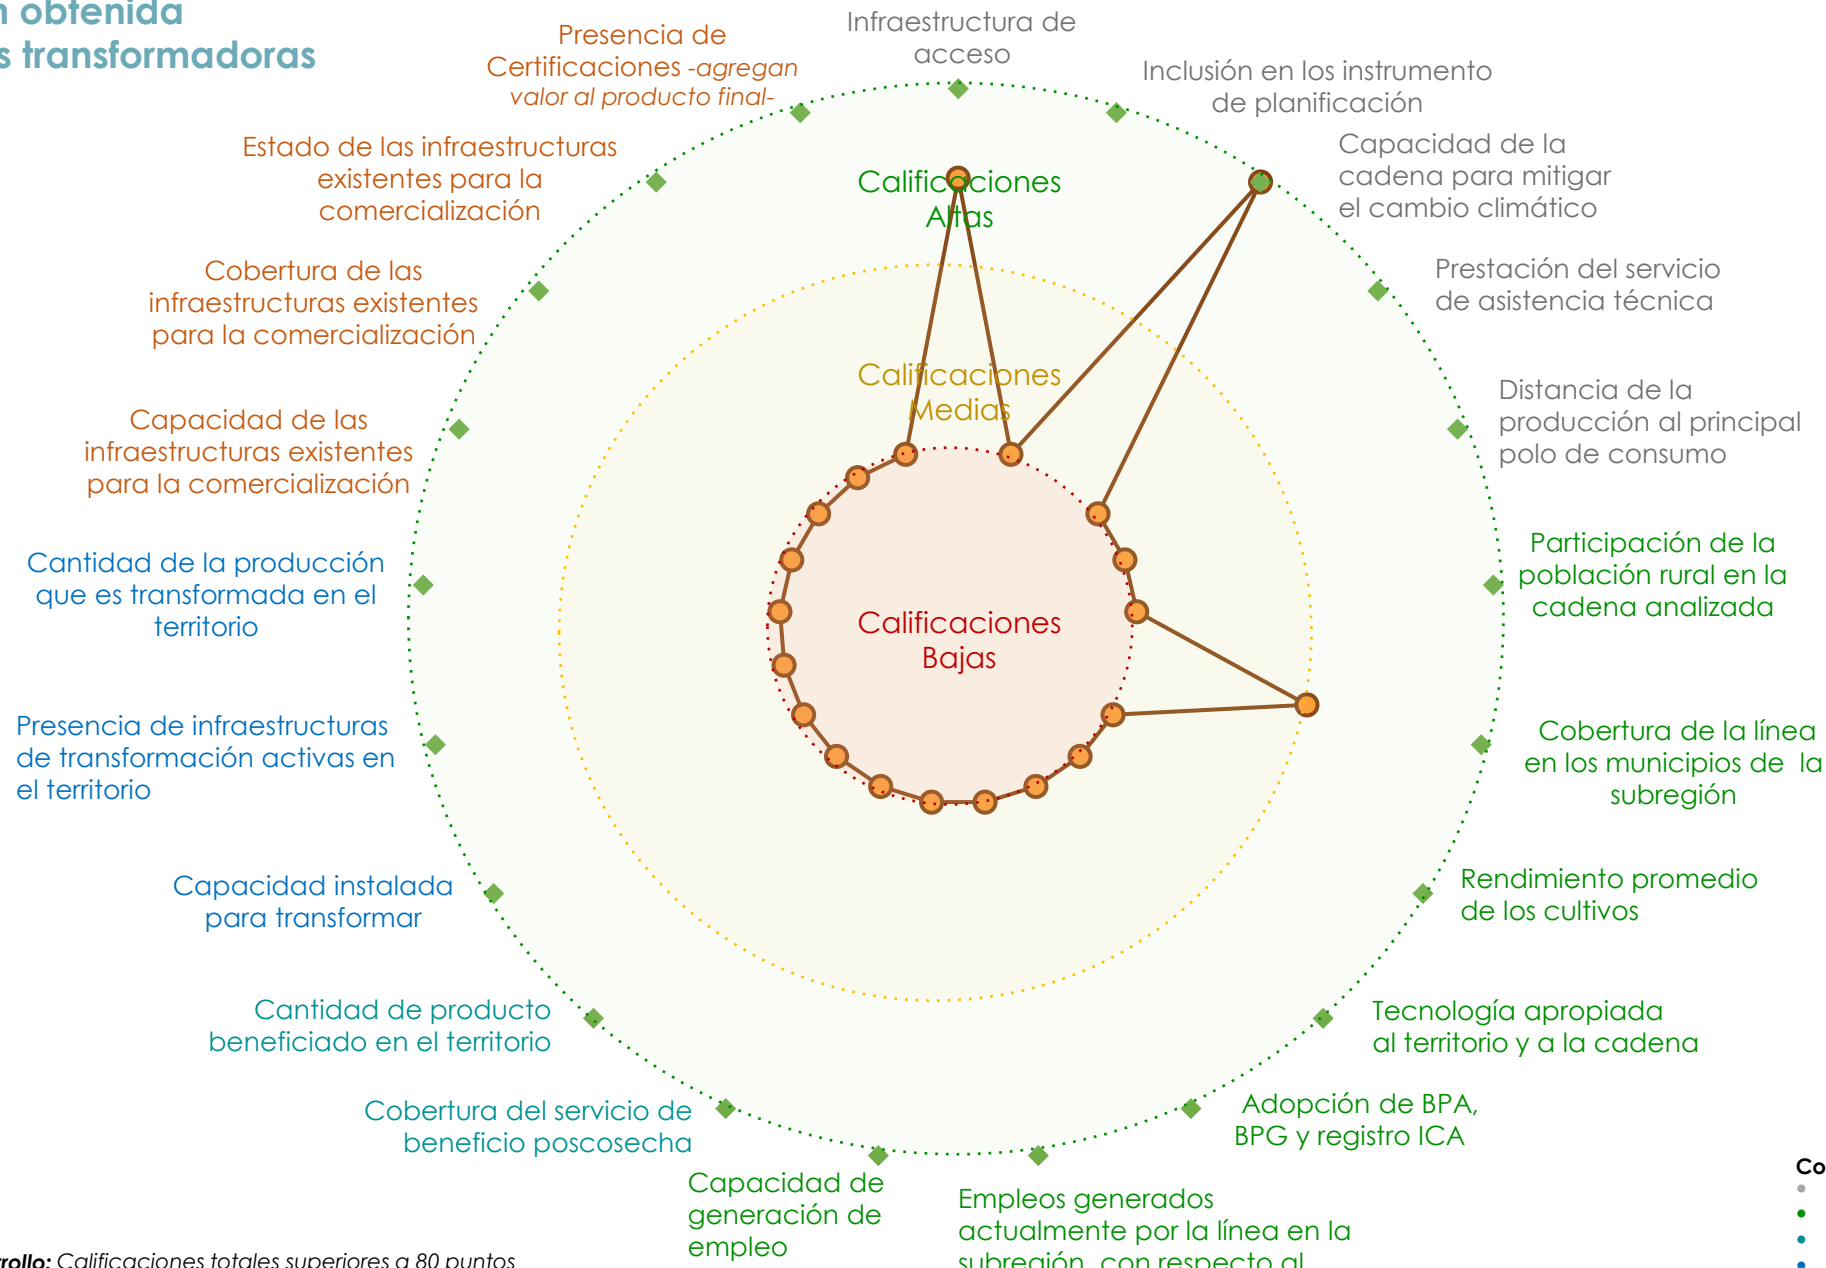 obtenida
s transformadoras
Presencia de
Certificaciones -agregan
valor al producto final-
Infraestructura de
acceso
Inclusión en los instrumento
de planificación
Capacidad de la
cadena para mitigar
el cambio climático
Prestación del servicio
de asistencia técnica
Distancia de la
producción al principal
polo de consumo
Participación de la
población rural en la
cadena analizada
Cobertura de la línea
en los municipios de la
subregión
Rendimiento promedio
de los cultivos
Tecnología apropiada
al territorio y a la cadena
Adopción de BPA,
BPG y registro ICA
Empleos generados
actualmente por la línea en la
subregión, con respecto al
Capacidad de
generación de
empleo
Cobertura del servicio de
beneficio poscosecha
Cantidad de producto
beneficiado en el territorio
Capacidad instalada
para transformar
Presencia de infraestructuras
de transformación activas en
el territorio
Cantidad de la producción
que es transformada en el
territorio
Capacidad de las
infraestructuras existentes
para la comercialización
Cobertura de las
infraestructuras existentes
para la comercialización
Estado de las infraestructuras
existentes para la
comercialización
Calificaciones
Altas
Calificaciones
Medias
Calificaciones
Bajas
Co
rrollo: Calificaciones totales superiores a 80 puntos